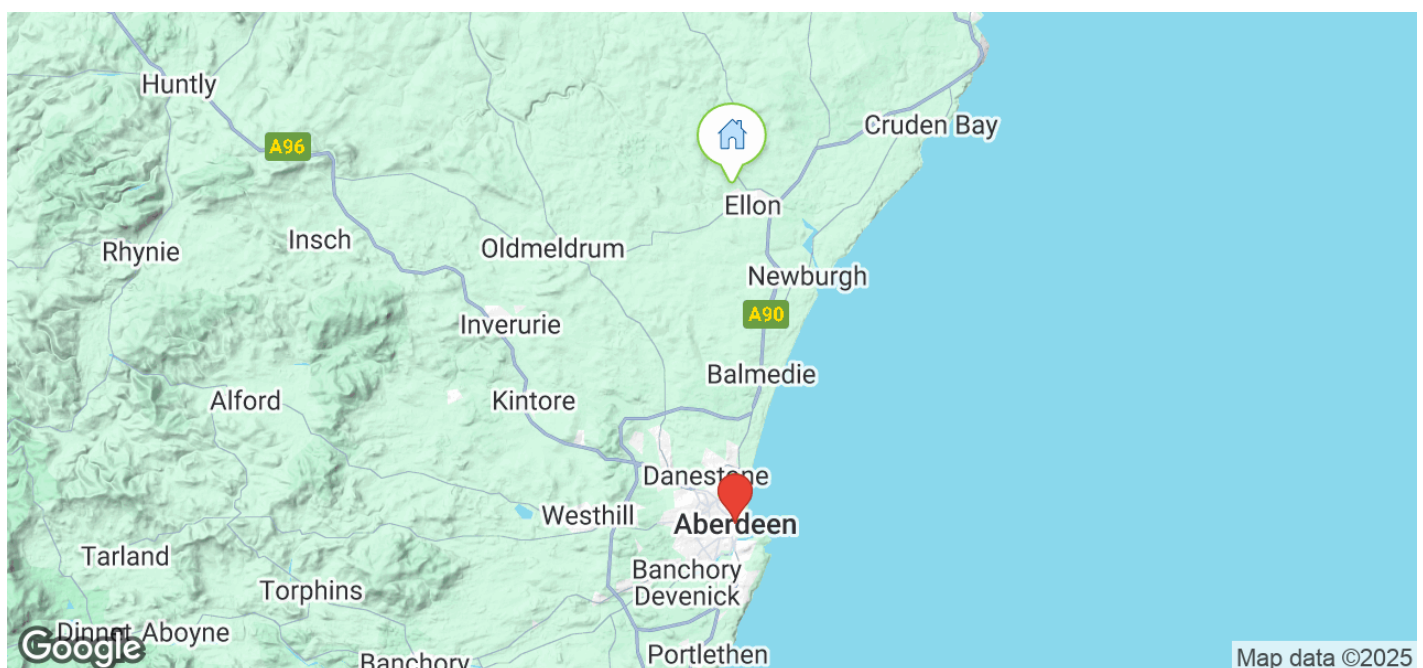 Huntly
A96
Cruden Bay
Ellon
Rhynie
Insch
Oldmeldrum
Newburgh
A90
Inverurie
Balmedie
Alford
Kintore
Danestone
Westhill
Aberdeen
Tarland
Torphins
Banchory
Devenick
Dinnet
Aboyne
Banchory
Portlethen
Google
Map data ©2025